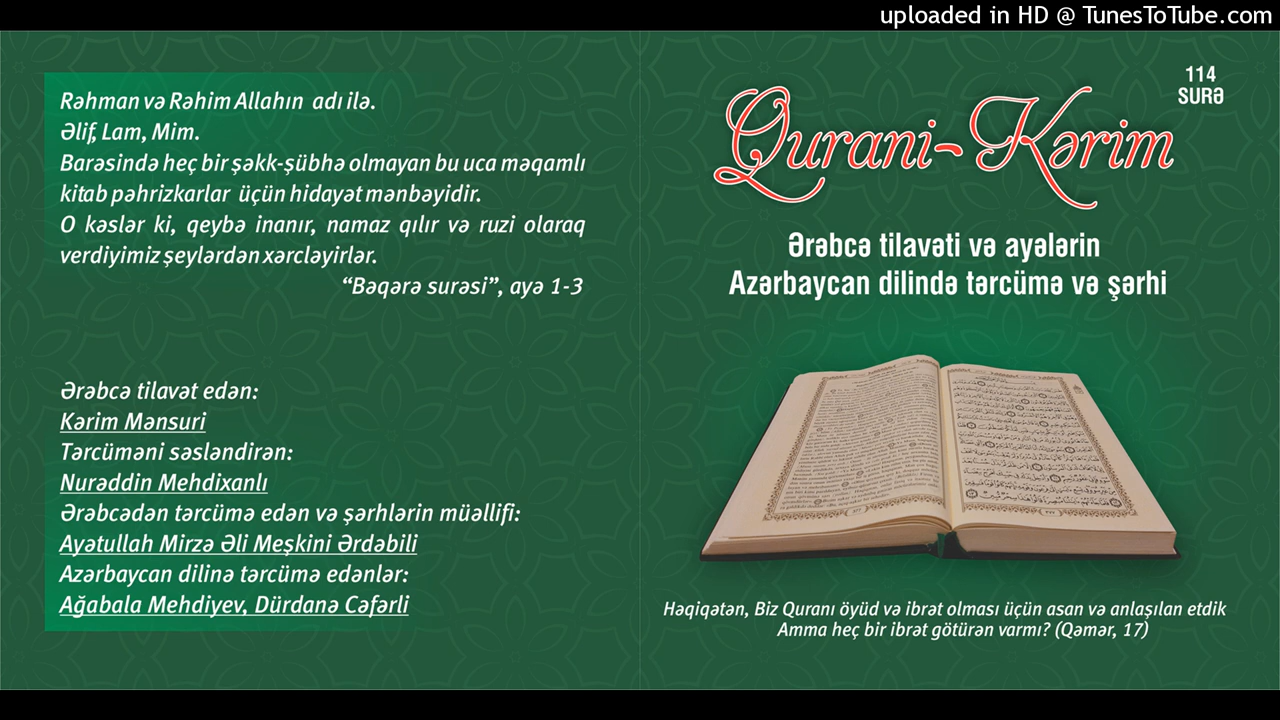 uploaded in HD @ TunesToTube.com
Rəhman və Rəhim Allahın adı ilə.
Əlif, Lam, Mim.
Barəsində heç bir şəkk-şübhə olmayan bu uca məqamlı
kitab pəhrizkarlar üçün hidayət mənbəyidir.
O kəslər ki, qeybə inanır, namaz qılır və ruzi olaraq
verdiyimiz şeylərdən xərcləyirlər.
“Bəqərə surəsi”, ayə 1-3
Ərəbcə tilavət edən:
Kərim Mənsuri
Tərcüməni səsləndirən:
Nurəddin Mehdixanlı
Ərəbcədən tərcümə edən və şərhlərin müəllifi:
Ayətullah Mirzə Əli Meşkini Ərdəbili
Azərbaycan dilinə tərcümə edənlər:
Ağabala Mehdiyev, Dürdanə Cəfərli
114
SURƏ
Qurani-Kərim
Ərəbcə tilavəti və ayələrin
Azərbaycan dilində tərcümə və şərhi
Həqiqətən, Biz Quranı öyüd və ibrət olması üçün asan və anlaşılan etdik
Amma heç bir ibrət götürən varmı? (Qəmər, 17)